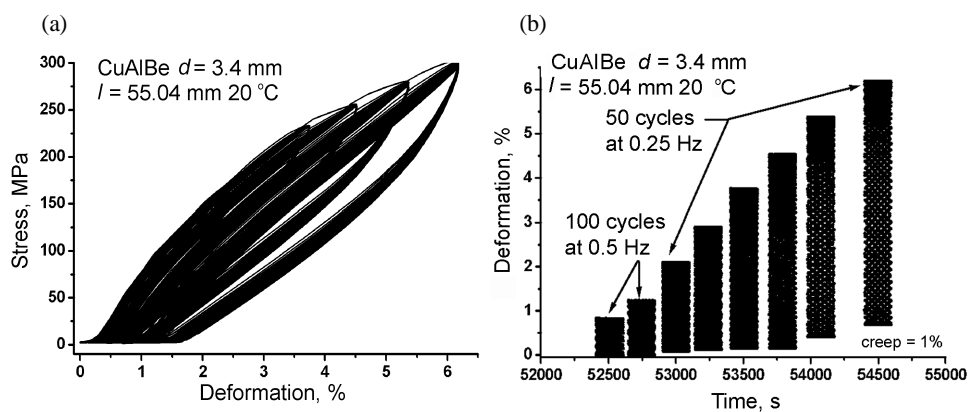 (a)
CuAlBe d = 3.4 mm
l = 55.04 mm 20 °C
Stress, MPa
300
250
200
150
100
50
0
0 1 2 3 4 5 6
Deformation, %
(b)
CuAlBe d = 3.4 mm
l = 55.04 mm 20 °C
50 cycles
at 0.25 Hz
100 cycles
at 0.5 Hz
creep = 1%
Deformation, %
6
5
4
3
2
1
0
52000 52500 53000 53500 54000 54500 55000
Time, s